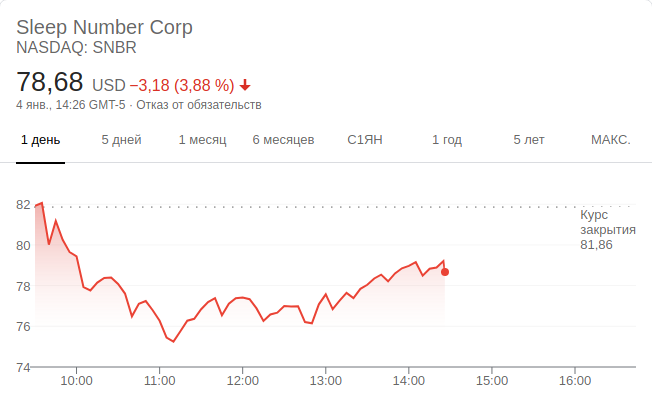 Sleep Number Corp
NASDAQ: SNBR
78,68 USD −3,18 (3,88 %)
4 янв., 14:26 GMT-5 · Отказ от обязательств
1 день 5 дней 1 месяц 6 месяцев С1ЯН 1 год 5 лет МАКС.
82
Курс
закрытия
81,86
80
78
76
74
10:00 11:00 12:00 13:00 14:00 15:00 16:00